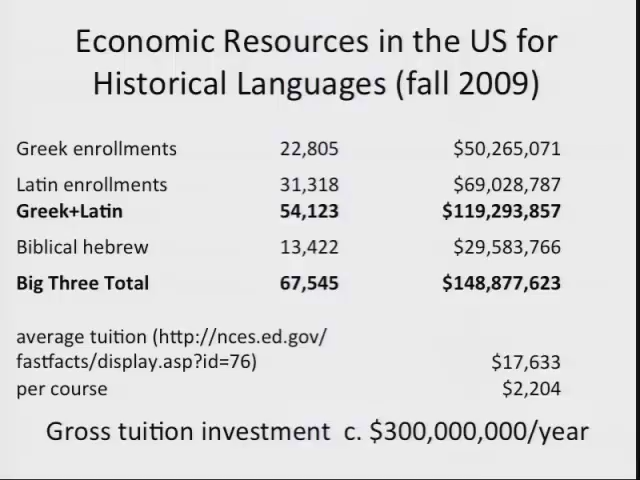 Economic Resources in the US for
Historical Languages (fall 2009)
Greek enrollments 22,805 $50,265,071
Latin enrollments 31,318 $69,028,787
Greek+Latin 54,123 $119,293,857
Biblical hebrew 13,422 $29,583,766
Big Three Total 67,545 $148,877,623
average tuition (http://nces.ed.gov/
fastfacts/display.asp?id=76) $17,633
per course $2,204
Gross tuition investment c. $300,000,000/year